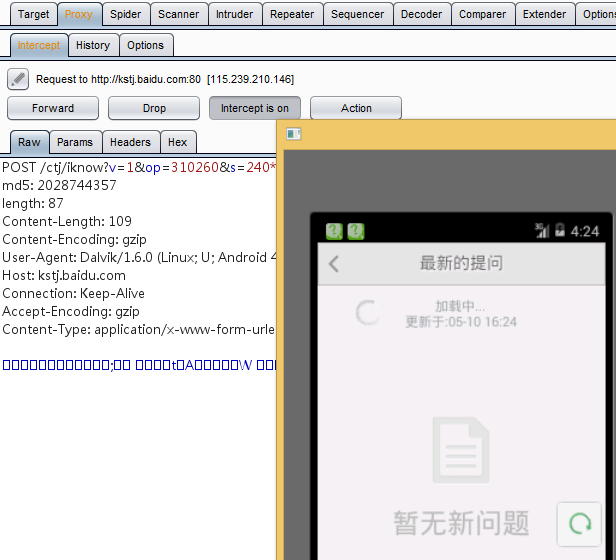 Target Proxy Spider Scanner Intruder Repeater Sequencer Decoder Comparer Extender Option
Intercept History Options
Request to http://kstj.baidu.com:80 [115.239.210.146]
Forward Drop Intercept is on Action
Raw Params Headers Hex
POST /ctj/iknow?v=1&op=310260&s=240*
md5: 2028744357
length: 87
Content-Length: 109
Content-Encoding: gzip
User-Agent: Dalvik/1.6.0 (Linux; U; Android 4
Host: kstj.baidu.com
Connection: Keep-Alive
Accept-Encoding: gzip
Content-Type: application/x-www-form-urle
3G 4:24
最新的提问
加载中...
更新于:05-10 16:24
暂无新问题